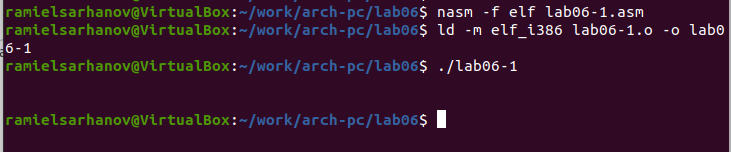 ramielsarhanov@VirtualBox:~/work/arch-pc/lab06$ nasm -f elf lab06-1.asm
ramielsarhanov@VirtualBox:~/work/arch-pc/lab06$ ld -m elf_i386 lab06-1.o -o lab0
6-1
ramielsarhanov@VirtualBox:~/work/arch-pc/lab06$ ./lab06-1
ramielsarhanov@VirtualBox:~/work/arch-pc/lab06$